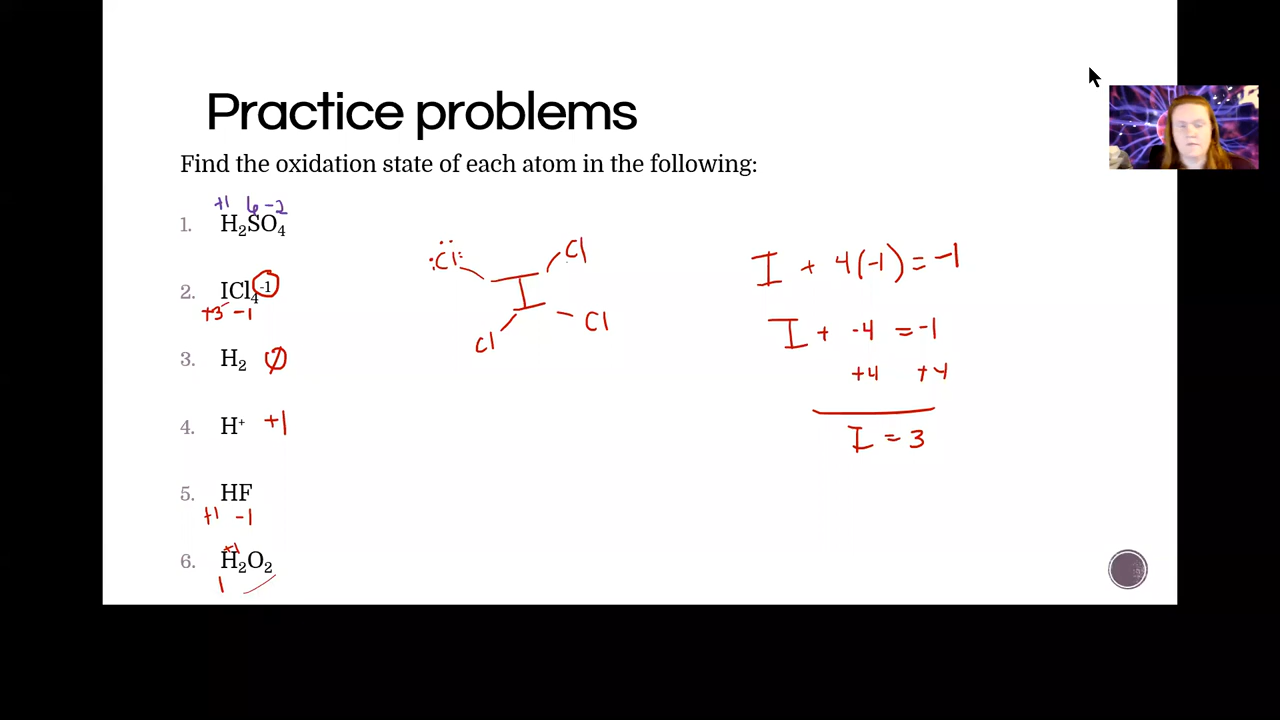 Practice problems
Find the oxidation state of each atom in the following:
+1 6 -2
1. H₂SO₄
2. ICl₄⁻¹
+3 -1
3. H₂ ∅
4. H⁺ +1
5. HF
+1 -1
+1
6. H₂O₂
1
:Cl: Cl
I
Cl Cl
I + 4(-1) = -1
I + -4 = -1
+4 +4
I = 3